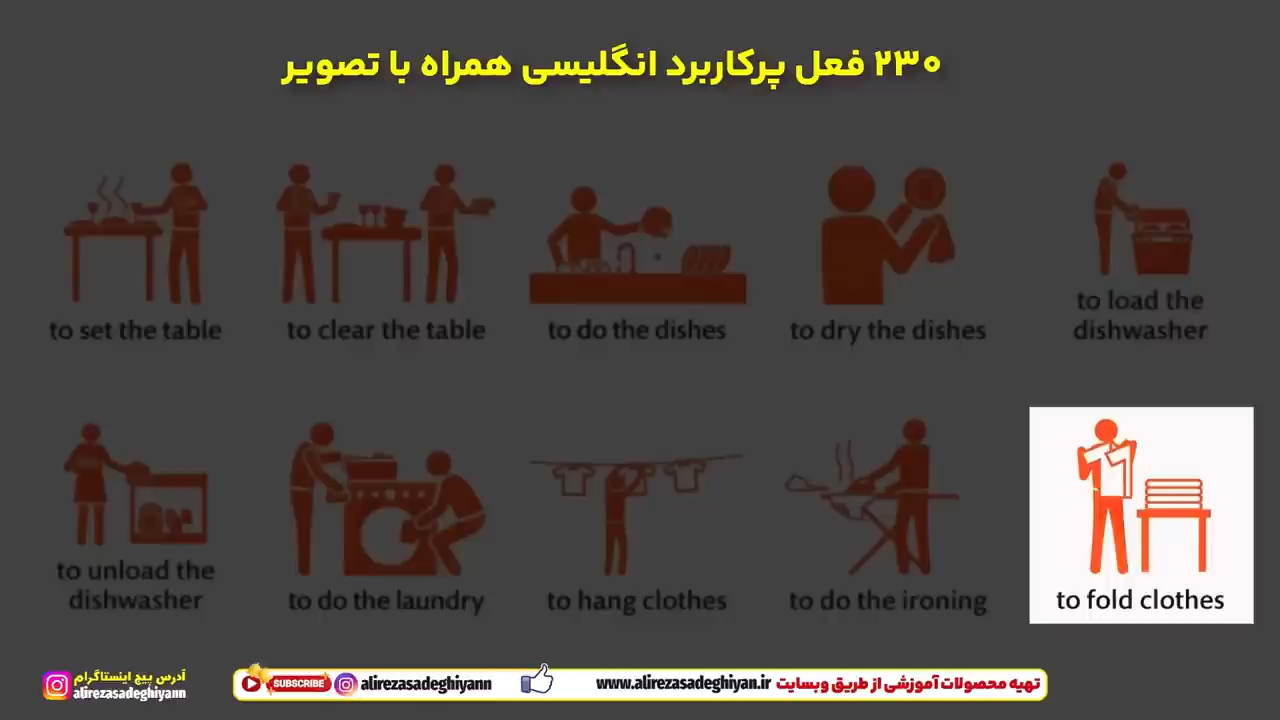 ۲۳۰ فعل پرکاربرد انگلیسی همراه با تصویر
to set the table
to clear the table
to do the dishes
to dry the dishes
to load the
dishwasher
to unload the
dishwasher
to do the laundry
to hang clothes
to do the ironing
to fold clothes
آدرس پیج اینستاگرام
alirezasadeghiyann
SUBSCRIBE
alirezasadeghiyann
تهیه محصولات آموزشی از طریق وبسایت www.alirezasadeghiyan.ir